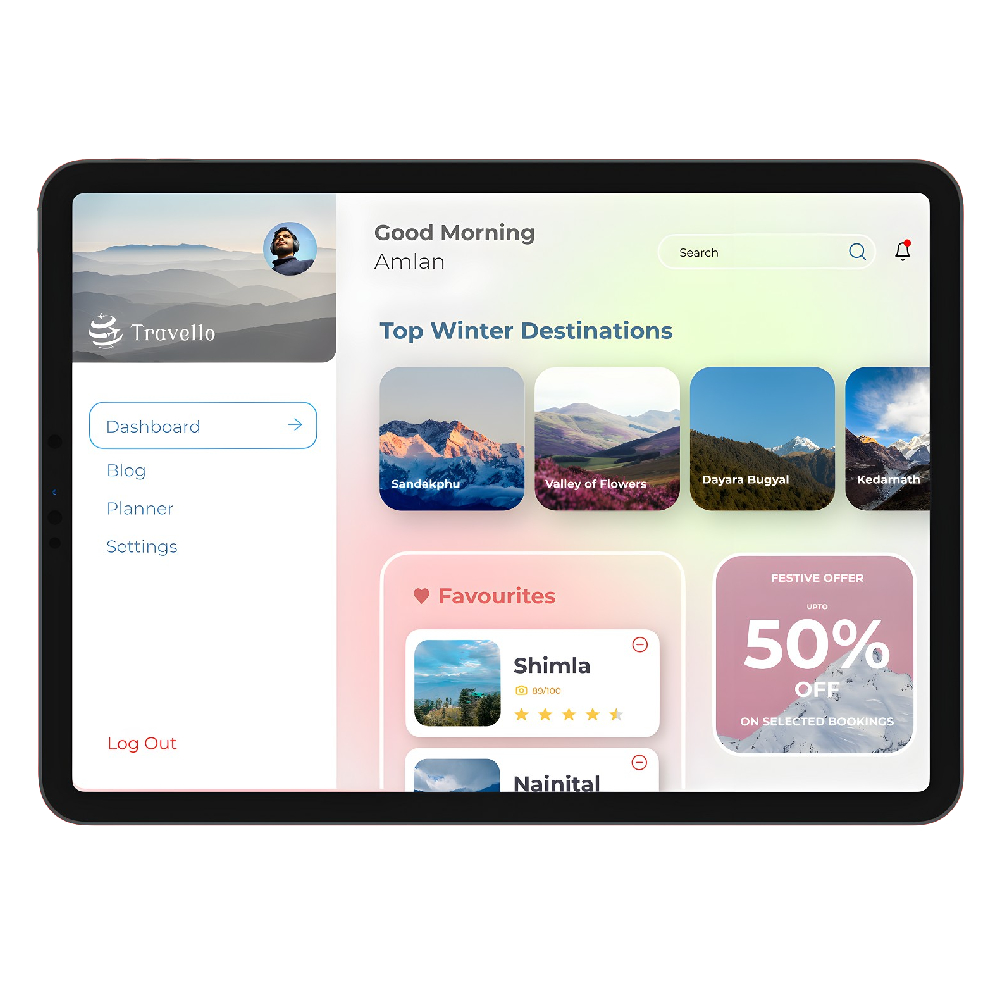 Travello
Dashboard
Blog
Planner
Settings
Log Out
Good Morning
Amlan
Search
Top Winter Destinations
Sandakphu
Valley of Flowers
Dayara Bugyal
Kedarnath
Favourites
Shimla
89/100
Nainital
FESTIVE OFFER
UPTO
50%
OFF
ON SELECTED BOOKINGS